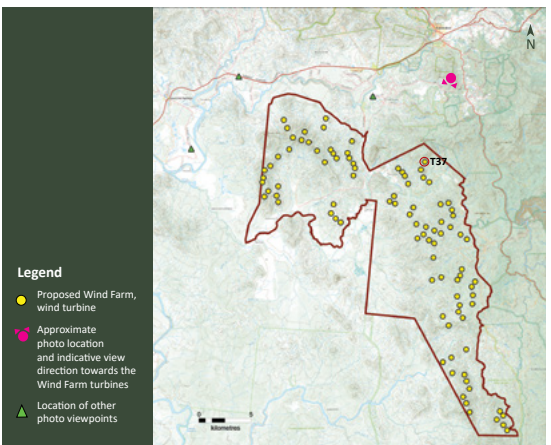 N
T37
Legend
Proposed Wind Farm,
wind turbine
Approximate
photo location
and indicative view
direction towards the
Wind Farm turbines
Location of other
photo viewpoints
0 5
kilometres